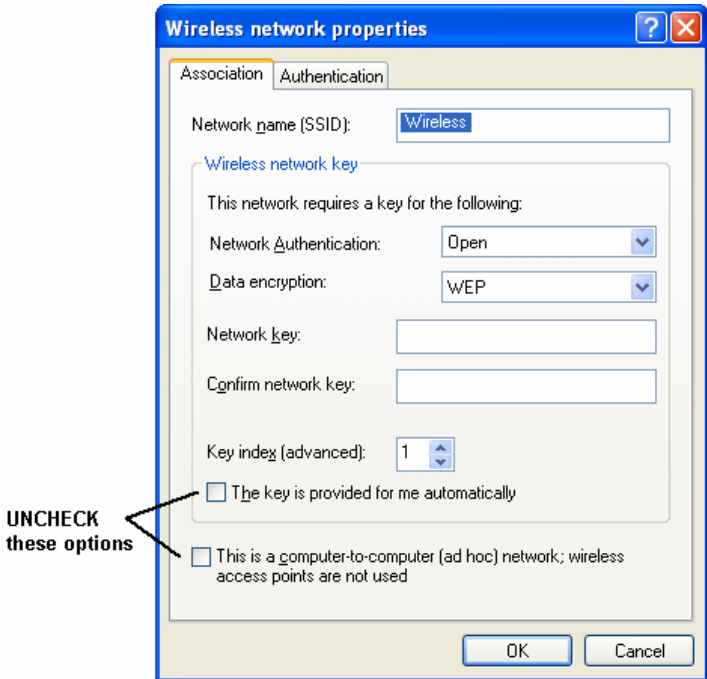 Wireless network properties
Association
Authentication
Network name (SSID):
Wireless
Wireless network key
This network requires a key for the following:
Network Authentication:
Open
Data encryption:
WEP
Network key:
Confirm network key:
Key index (advanced):
1
The key is provided for me automatically
UNCHECK
these options
This is a computer-to-computer (ad hoc) network; wireless
access points are not used
OK
Cancel